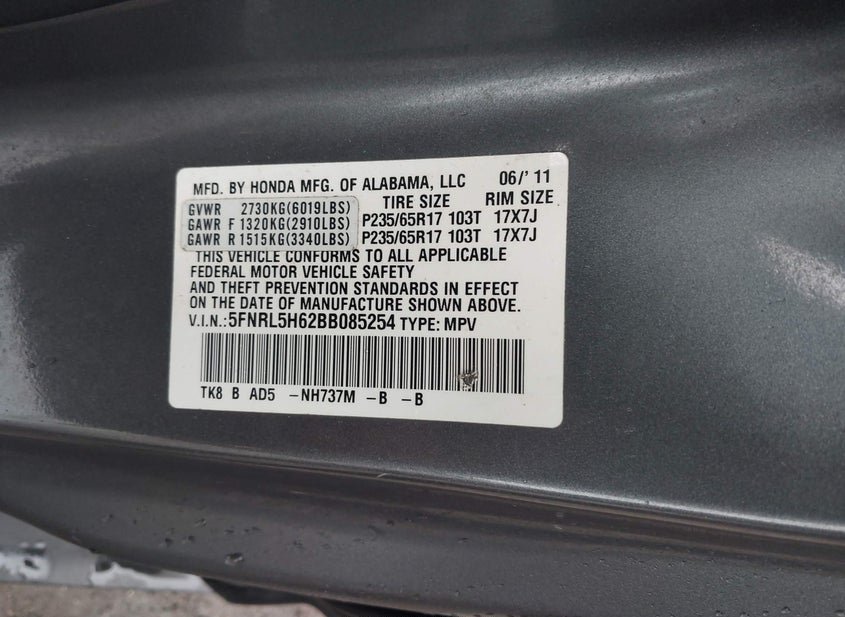 MFD. BY HONDA MFG. OF ALABAMA, LLC 06/'11
TIRE SIZE RIM SIZE
GVWR 2730KG(6019LBS)
GAWR F 1320KG(2910LBS) P235/65R17 103T 17X7J
GAWR R 1515KG(3340LBS) P235/65R17 103T 17X7J
THIS VEHICLE CONFORMS TO ALL APPLICABLE
FEDERAL MOTOR VEHICLE SAFETY
AND THEFT PREVENTION STANDARDS IN EFFECT
ON THE DATE OF MANUFACTURE SHOWN ABOVE.
V.I.N.:5FNRL5H62BB085254 TYPE: MPV
TK8 B AD5 -NH737M -B -B